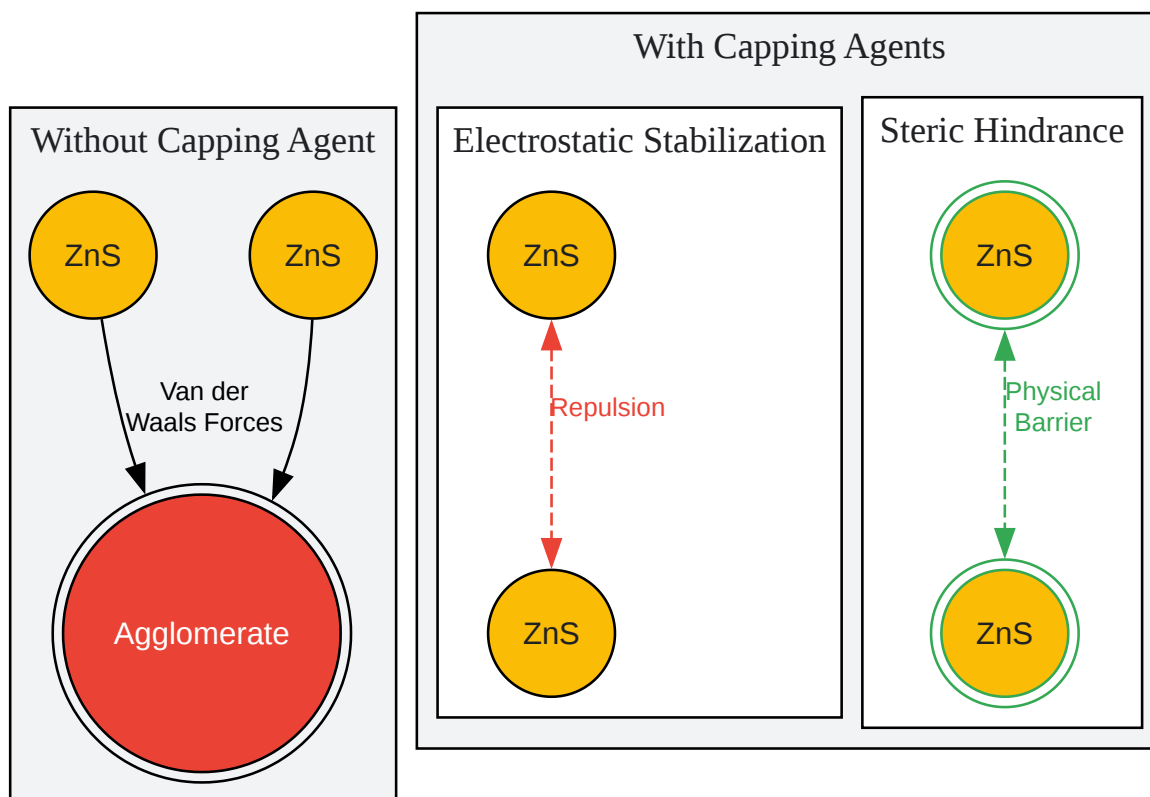 Without Capping Agent
ZnS
ZnS
Van der
Waals Forces
Agglomerate
With Capping Agents
Electrostatic Stabilization
ZnS
Repulsion
ZnS
Steric Hindrance
ZnS
Physical
Barrier
ZnS